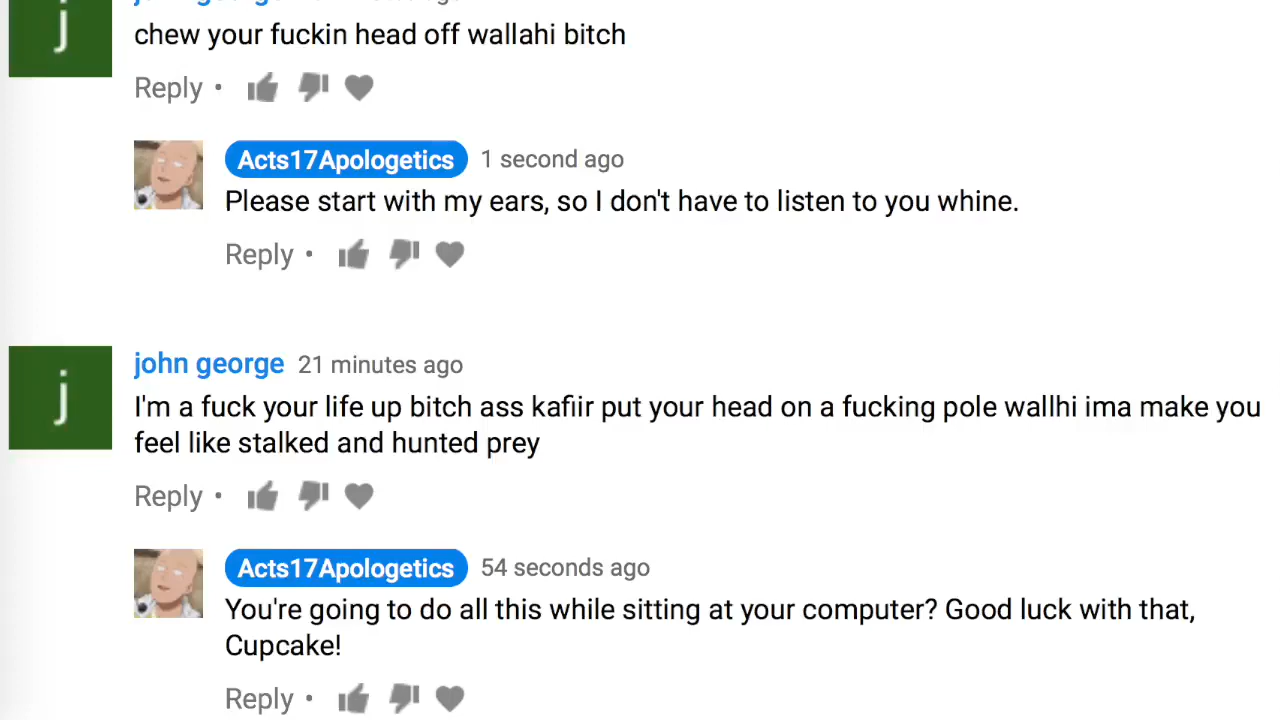 j
chew your fuckin head off wallahi bitch
Reply •
Acts17Apologetics 1 second ago
Please start with my ears, so I don't have to listen to you whine.
Reply •
j
john george 21 minutes ago
I'm a fuck your life up bitch ass kafiir put your head on a fucking pole wallhi ima make you
feel like stalked and hunted prey
Reply •
Acts17Apologetics 54 seconds ago
You're going to do all this while sitting at your computer? Good luck with that,
Cupcake!
Reply •